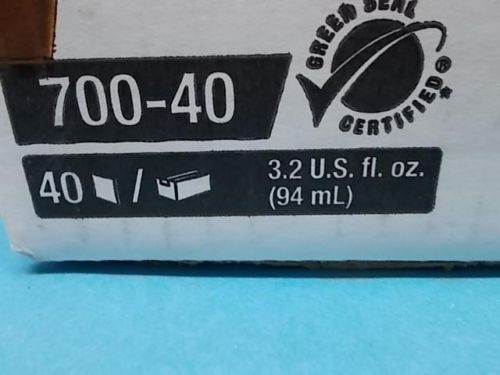 GREEN SEAL
CERTIFIED®
700-40
40 /
3.2 U.S. fl. oz.
(94 mL)